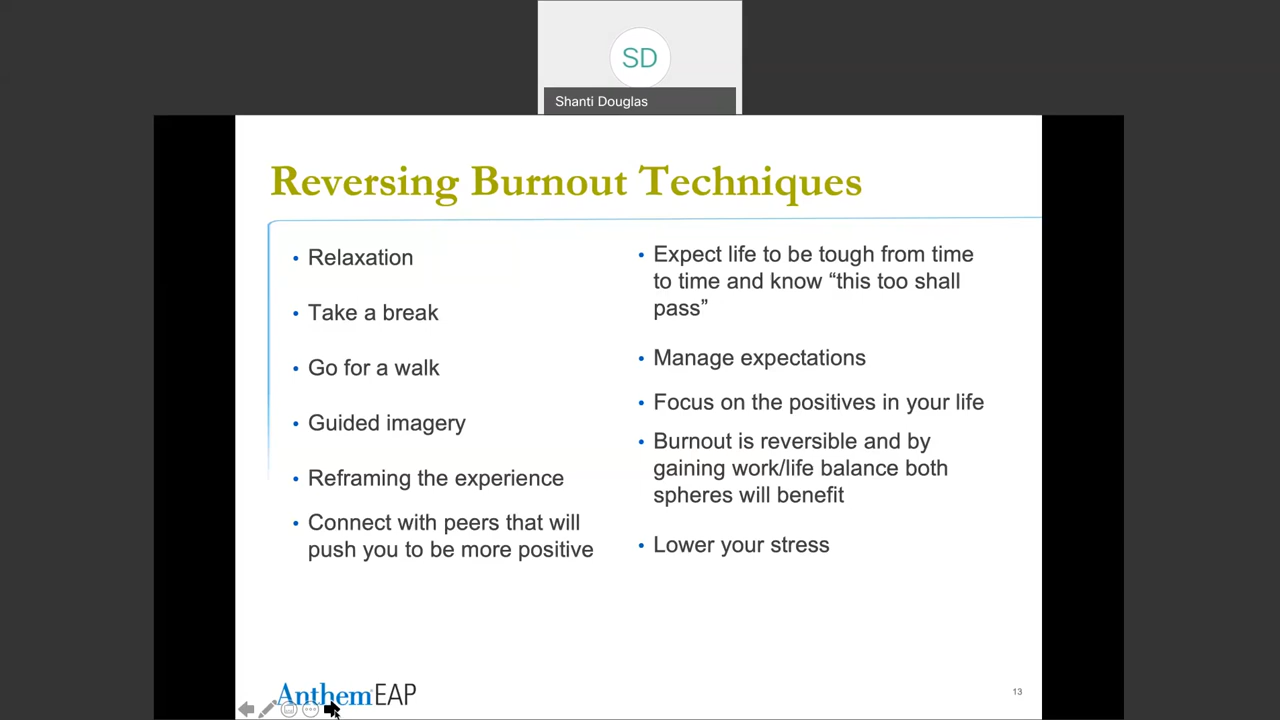 SD
Shanti Douglas
Reversing Burnout Techniques
• Relaxation
• Take a break
• Go for a walk
• Guided imagery
• Reframing the experience
• Connect with peers that will
push you to be more positive
• Expect life to be tough from time
to time and know “this too shall
pass”
• Manage expectations
• Focus on the positives in your life
• Burnout is reversible and by
gaining work/life balance both
spheres will benefit
• Lower your stress
Anthem EAP
13